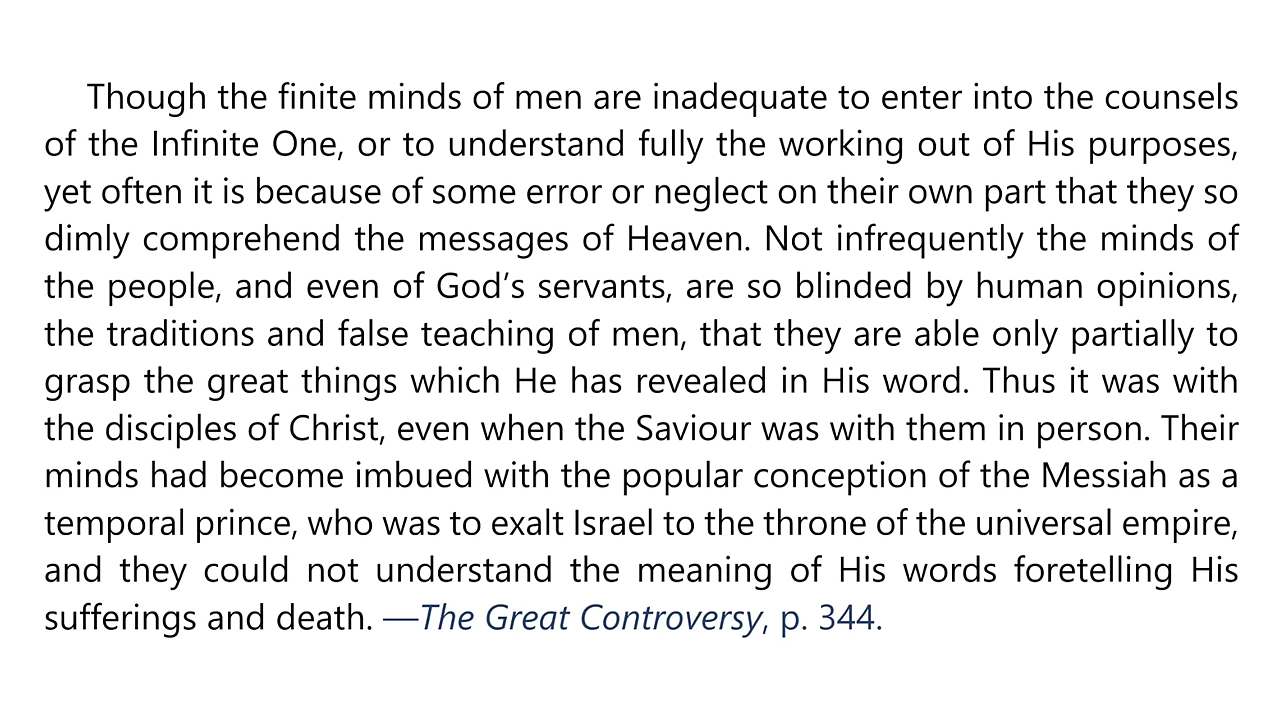 Though the finite minds of men are inadequate to enter into the counsels
of the Infinite One, or to understand fully the working out of His purposes,
yet often it is because of some error or neglect on their own part that they so
dimly comprehend the messages of Heaven. Not infrequently the minds of
the people, and even of God’s servants, are so blinded by human opinions,
the traditions and false teaching of men, that they are able only partially to
grasp the great things which He has revealed in His word. Thus it was with
the disciples of Christ, even when the Saviour was with them in person. Their
minds had become imbued with the popular conception of the Messiah as a
temporal prince, who was to exalt Israel to the throne of the universal empire,
and they could not understand the meaning of His words foretelling His
sufferings and death. —The Great Controversy, p. 344.